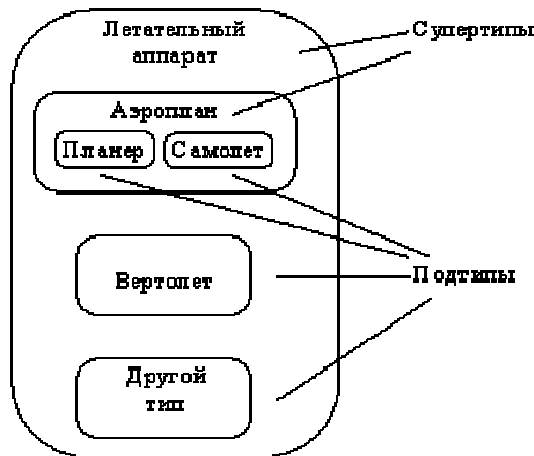 Летательный Супертипы
аппарат
Аэроплан
Планер Самолет
Вертолет Подтипы
Другой
тип